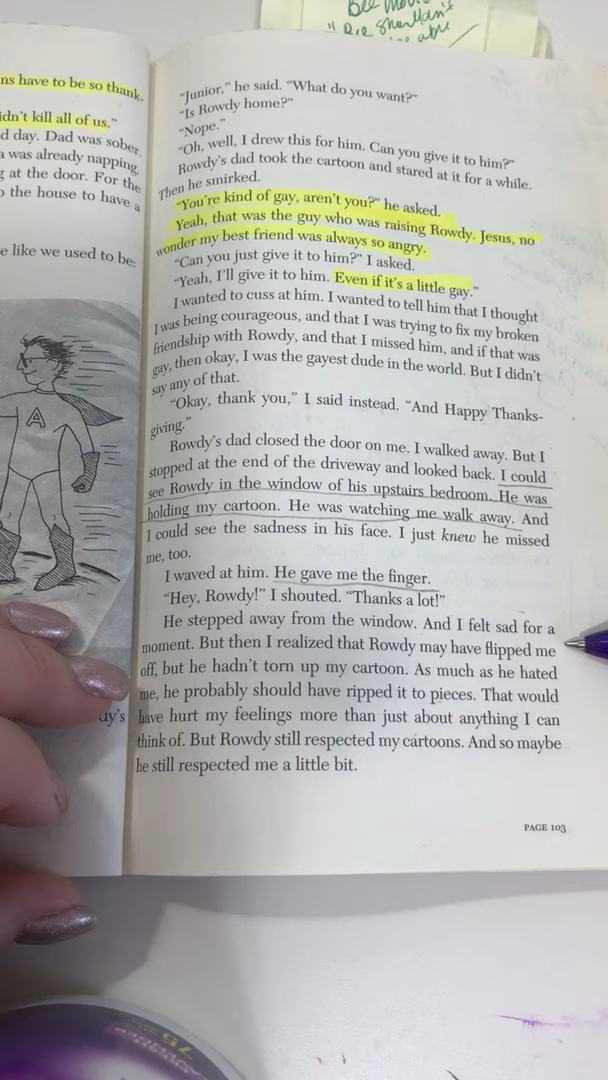 Bee Movie
"Bee shouldn't
able
ns have to be so thank-
idn't kill all of us."
d day. Dad was sober.
a was already napping.
g at the door. For the
o the house to have a
e like we used to be:
A
dy's
"Junior," he said. "What do you want?"
"Is Rowdy home?"
"Nope."
"Oh, well, I drew this for him. Can you give it to him?"
Rowdy's dad took the cartoon and stared at it for a while.
Then he smirked.
"You're kind of gay, aren't you?" he asked.
Yeah, that was the guy who was raising Rowdy. Jesus, no
wonder my best friend was always so angry.
"Can you just give it to him?" I asked.
"Yeah, I'll give it to him. Even if it's a little gay."
I wanted to cuss at him. I wanted to tell him that I thought
I was being courageous, and that I was trying to fix my broken
friendship with Rowdy, and that I missed him, and if that was
gay, then okay, I was the gayest dude in the world. But I didn't
say any of that.
"Okay, thank you," I said instead. "And Happy Thanks-
giving."
Rowdy's dad closed the door on me. I walked away. But I
stopped at the end of the driveway and looked back. I could
see Rowdy in the window of his upstairs bedroom. He was
holding my cartoon. He was watching me walk away. And
I could see the sadness in his face. I just knew he missed
me, too.
I waved at him. He gave me the finger.
"Hey, Rowdy!" I shouted. "Thanks a lot!"
He stepped away from the window. And I felt sad for a
moment. But then I realized that Rowdy may have flipped me
off, but he hadn't torn up my cartoon. As much as he hated
me, he probably should have ripped it to pieces. That would
have hurt my feelings more than just about anything I can
think of. But Rowdy still respected my cartoons. And so maybe
he still respected me a little bit.
PAGE 103
75